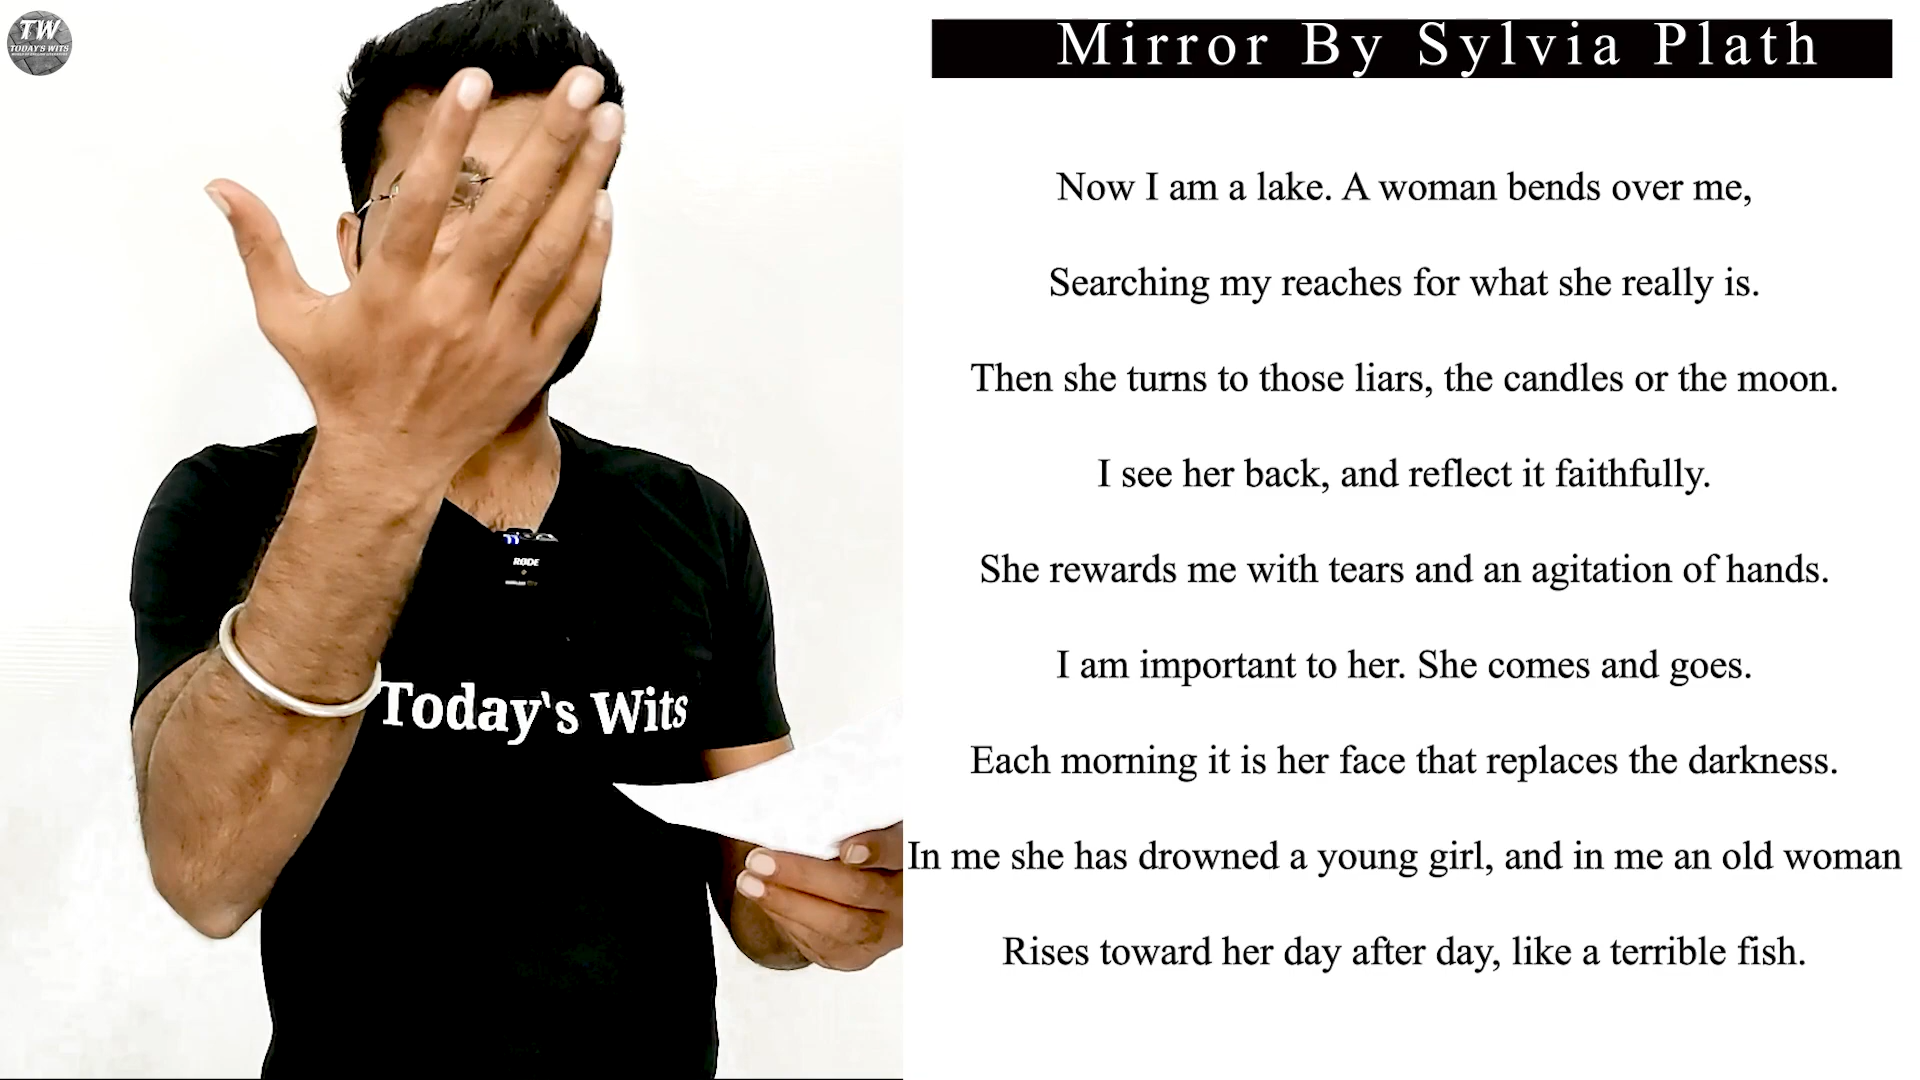 TW
TODAY'S WITS
Mirror By Sylvia Plath
Now I am a lake. A woman bends over me,
Searching my reaches for what she really is.
Then she turns to those liars, the candles or the moon.
I see her back, and reflect it faithfully.
She rewards me with tears and an agitation of hands.
I am important to her. She comes and goes.
Each morning it is her face that replaces the darkness.
In me she has drowned a young girl, and in me an old woman
Rises toward her day after day, like a terrible fish.
RØDE
Today's Wits